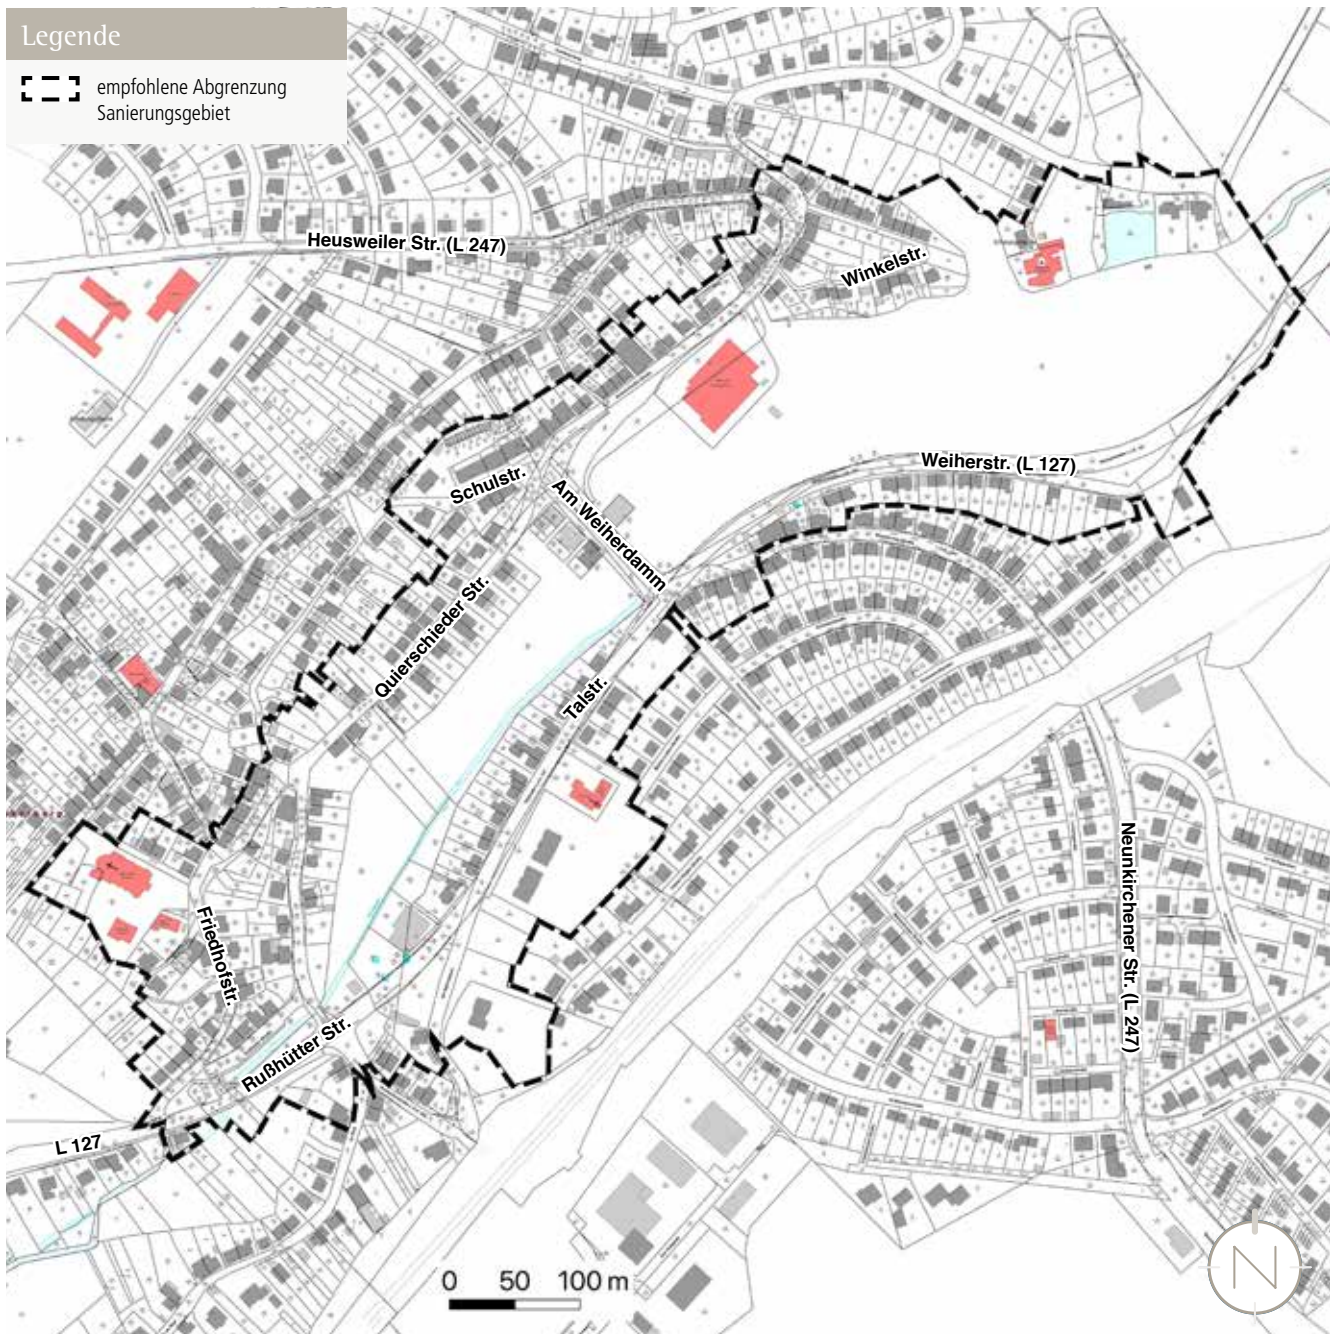 Legende
empfohlene Abgrenzung
Sanierungsgebiet
Heusweiler Str. (L 247)
Winkelstr.
Weiherstr. (L 127)
Schulstr.
Am Weiherdamm
Quierschieder Str.
Talstr.
Neunkirchener Str. (L 247)
Friedhofstr.
Rußhütter Str.
L 127
0 50 100 m
N